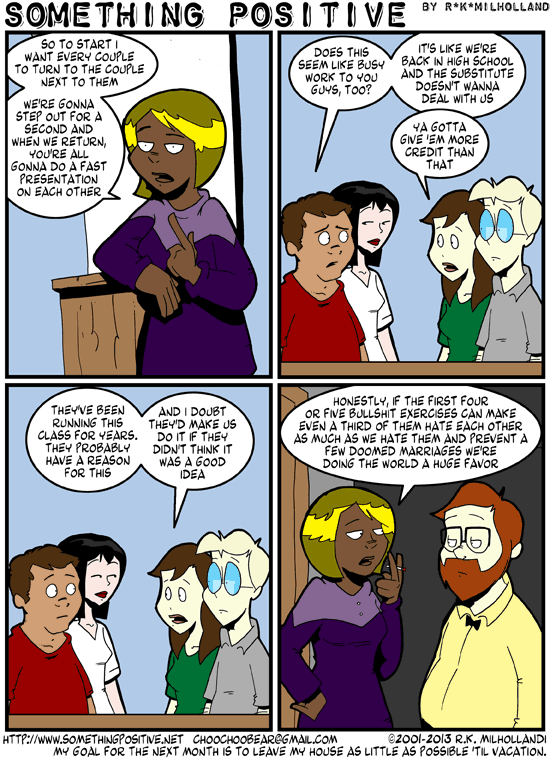 SOMETHING POSITIVE BY R*K*MILHOLLAND
SO TO START I
WANT EVERY COUPLE
TO TURN TO THE COUPLE
NEXT TO THEM
WE'RE GONNA
STEP OUT FOR A
SECOND AND
WHEN WE RETURN,
YOU'RE ALL
GONNA DO A FAST
PRESENTATION
ON EACH OTHER
DOES THIS
SEEM LIKE BUSY
WORK TO YOU
GUYS, TOO?
IT'S LIKE WE'RE
BACK IN HIGH SCHOOL
AND THE SUBSTITUTE
DOESN'T WANNA
DEAL WITH US
YA GOTTA
GIVE 'EM MORE
CREDIT THAN
THAT
THEY'VE BEEN
RUNNING THIS
CLASS FOR YEARS.
THEY PROBABLY
HAVE A REASON
FOR THIS
AND I DOUBT
THEY'D MAKE US
DO IT IF THEY
DIDN'T THINK IT
WAS A GOOD
IDEA
HONESTLY, IF THE FIRST FOUR
OR FIVE BULLSHIT EXERCISES CAN MAKE
EVEN A THIRD OF THEM HATE EACH OTHER
AS MUCH AS WE HATE THEM AND PREVENT A
FEW DOOMED MARRIAGES WE'RE
DOING THE WORLD A HUGE FAVOR
HTTP://WWW.SOMETHINGPOSITIVE.NET CHOOCHOOBEAR@GMAIL.COM ©2001-2013 R.K. MILHOLLAND!
MY GOAL FOR THE NEXT MONTH IS TO LEAVE MY HOUSE AS LITTLE AS POSSIBLE 'TIL VACATION.